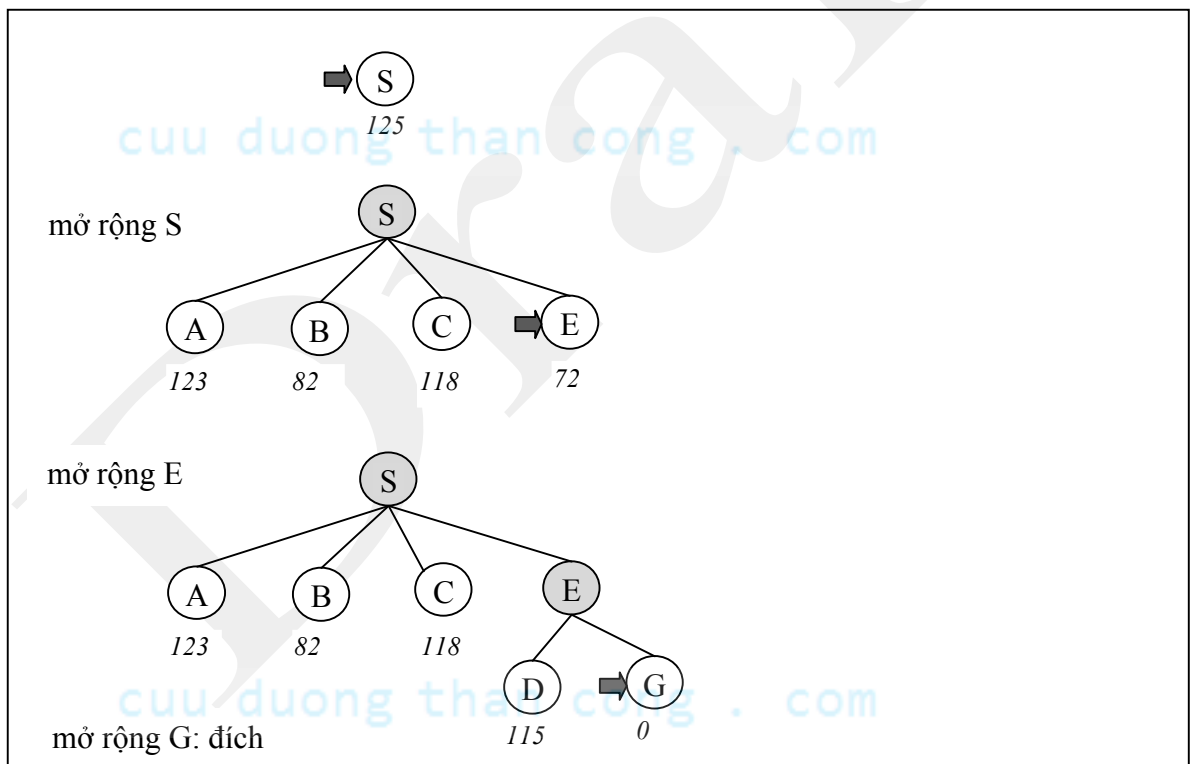 S
125
cuu duong than cong . com
mở rộng S
S
A B C E
123 82 118 72
mở rộng E
S
A B C E
123 82 118
D G
115 0
cuu duong than cong . com
mở rộng G: đích
Draft